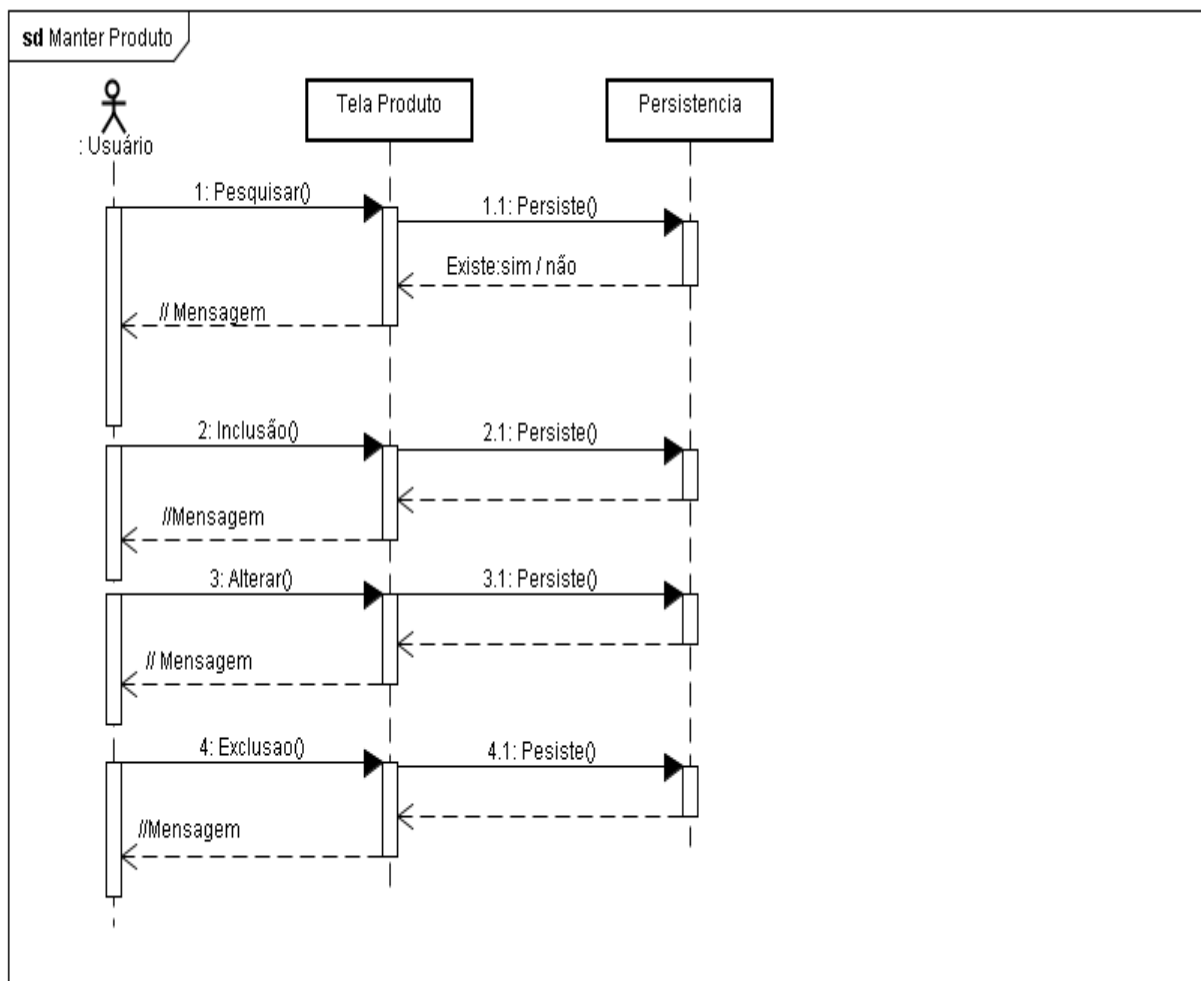 sd Manter Produto
: Usuário
Tela Produto
Persistencia
1: Pesquisar()
1.1: Persiste()
Existe:sim / não
// Mensagem
2: Inclusão()
2.1: Persiste()
//Mensagem
3: Alterar()
3.1: Persiste()
// Mensagem
4: Exclusao()
4.1: Pesiste()
//Mensagem